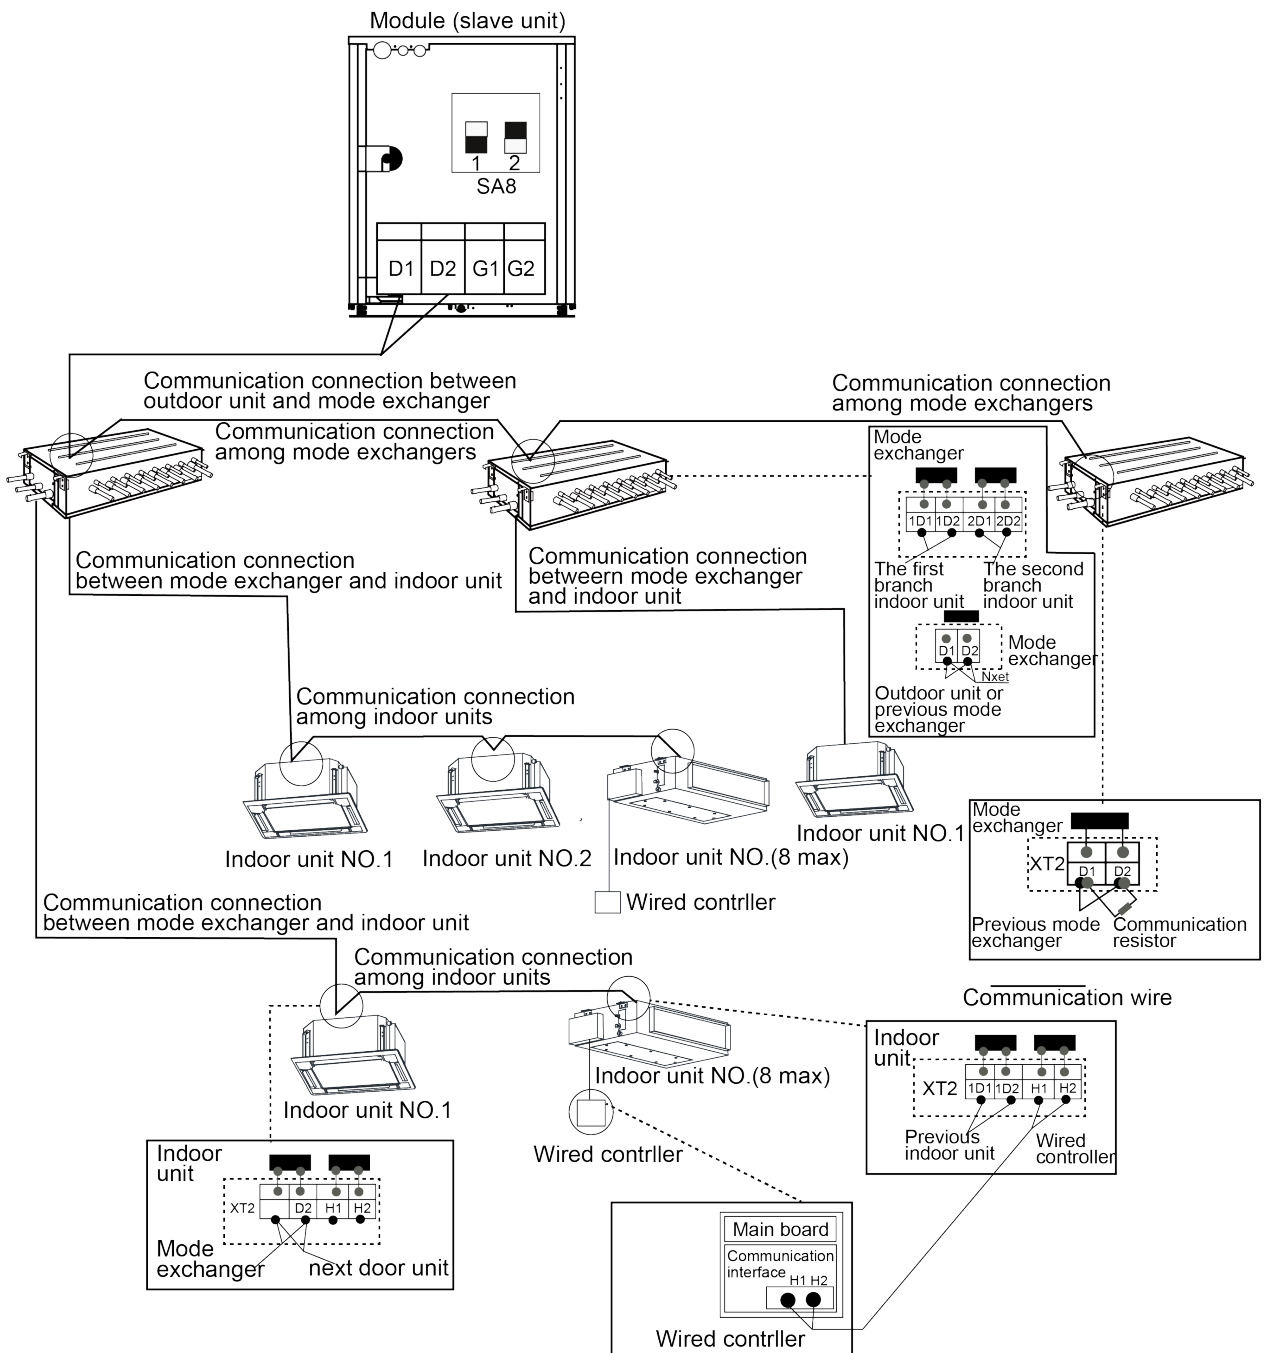 Module (slave unit)
1 2
SA8
D1 D2 G1 G2
Communication connection between
outdoor unit and mode exchanger
Communication connection
among mode exchangers
Communication connection
among mode exchangers
Mode
exchanger
1D1 1D2 2D1 2D2
The first
branch
indoor unit
The second
branch
indoor unit
D1 D2
Mode
exchanger
Nxet
Outdoor unit or
previous mode
exchanger
Communication connection
between mode exchanger and indoor unit
Communication connection
betweern mode exchanger
and indoor unit
Communication connection
among indoor units
Indoor unit NO.1
Indoor unit NO.2
Indoor unit NO.(8 max)
Indoor unit NO.1
Wired contrller
Mode
exchanger
XT2
D1 D2
Previous mode
exchanger
Communication
resistor
Communication wire
Communication connection
between mode exchanger and indoor unit
Communication connection
among indoor units
Indoor unit NO.1
Indoor unit NO.(8 max)
Wired contrller
Indoor
unit
XT2
1D1 1D2 H1 H2
Previous
indoor unit
Wired
controller
Indoor
unit
XT2 D2 H1 H2
Mode
exchanger
next door unit
Main board
Communication
interface
H1 H2
Wired contrller